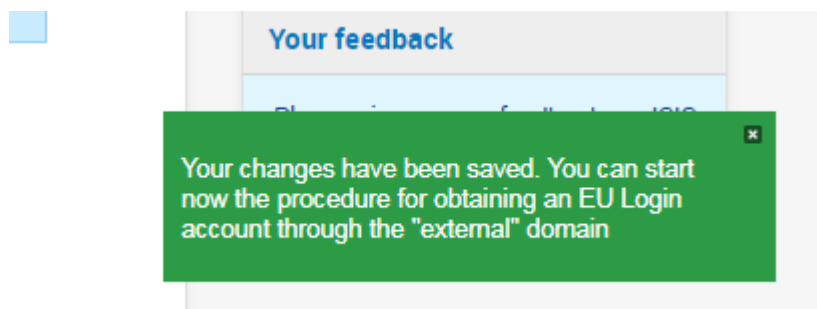 Your feedback
Your changes have been saved. You can start
now the procedure for obtaining an EU Login
account through the "external" domain